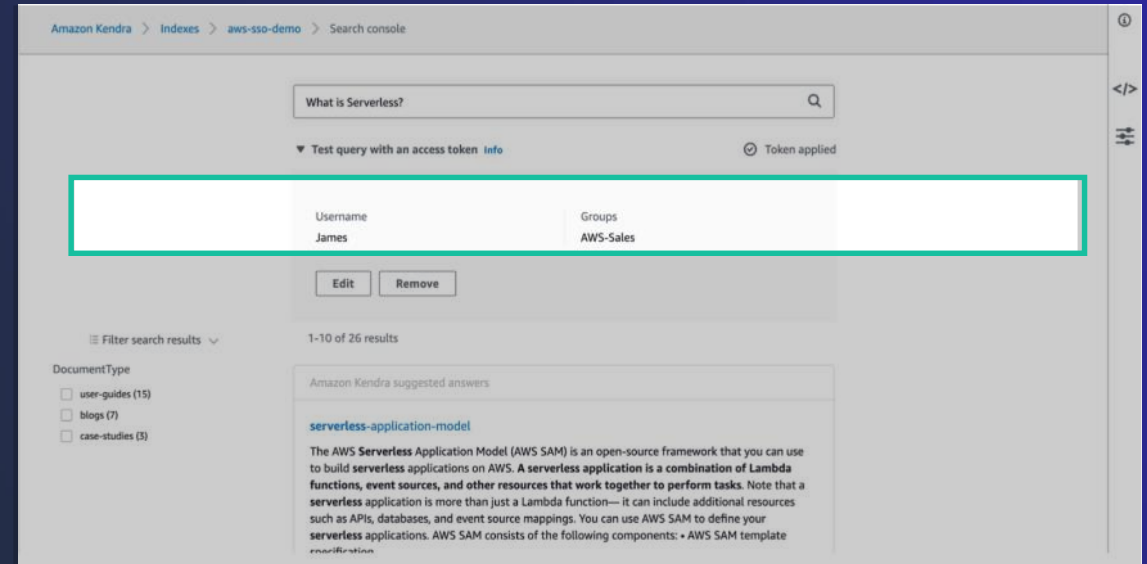 Amazon Kendra > Indexes > aws-sso-demo > Search console
What is Serverless?
▼ Test query with an access token Info
Token applied
Username
James
Groups
AWS-Sales
Edit
Remove
Filter search results
1-10 of 26 results
DocumentType
user-guides (15)
blogs (7)
case-studies (3)
Amazon Kendra suggested answers
serverless-application-model
The AWS Serverless Application Model (AWS SAM) is an open-source framework that you can use
to build serverless applications on AWS. A serverless application is a combination of Lambda
functions, event sources, and other resources that work together to perform tasks. Note that a
serverless application is more than just a Lambda function— it can include additional resources
such as APIs, databases, and event source mappings. You can use AWS SAM to define your
serverless applications. AWS SAM consists of the following components: • AWS SAM template
specification